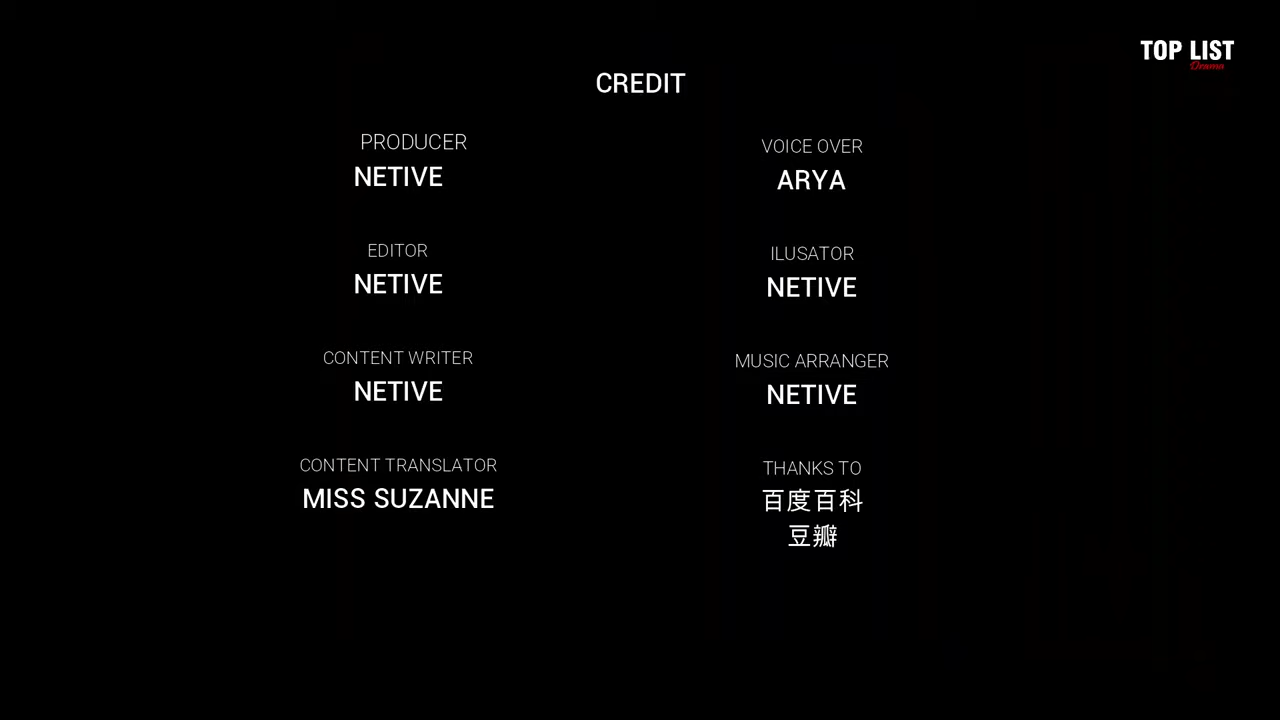 TOP LIST
Drama
CREDIT
PRODUCER
NETIVE
EDITOR
NETIVE
CONTENT WRITER
NETIVE
CONTENT TRANSLATOR
MISS SUZANNE
VOICE OVER
ARYA
ILUSATOR
NETIVE
MUSIC ARRANGER
NETIVE
THANKS TO
百度百科
豆瓣